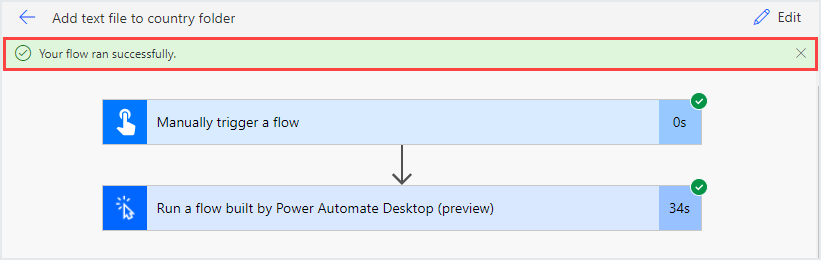 Add text file to country folder
Edit
Your flow ran successfully.
Manually trigger a flow
0s
Run a flow built by Power Automate Desktop (preview)
34s